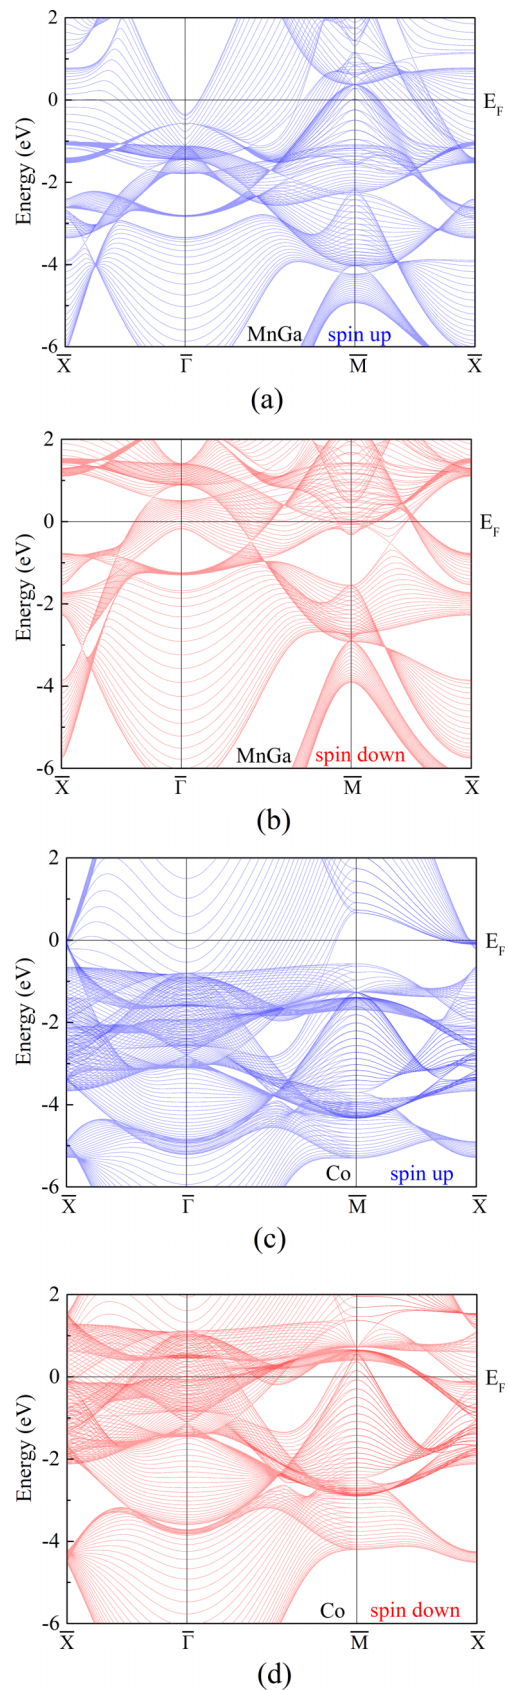 2
0
-2
-4
-6
Energy (eV)
E_F
MnGa spin up
X̅ Γ̅ M̅ X̅
(a)
2
0
-2
-4
-6
Energy (eV)
E_F
MnGa spin down
X̅ Γ̅ M̅ X̅
(b)
2
0
-2
-4
-6
Energy (eV)
E_F
Co spin up
X̅ Γ̅ M̅ X̅
(c)
2
0
-2
-4
-6
Energy (eV)
E_F
Co spin down
X̅ Γ̅ M̅ X̅
(d)